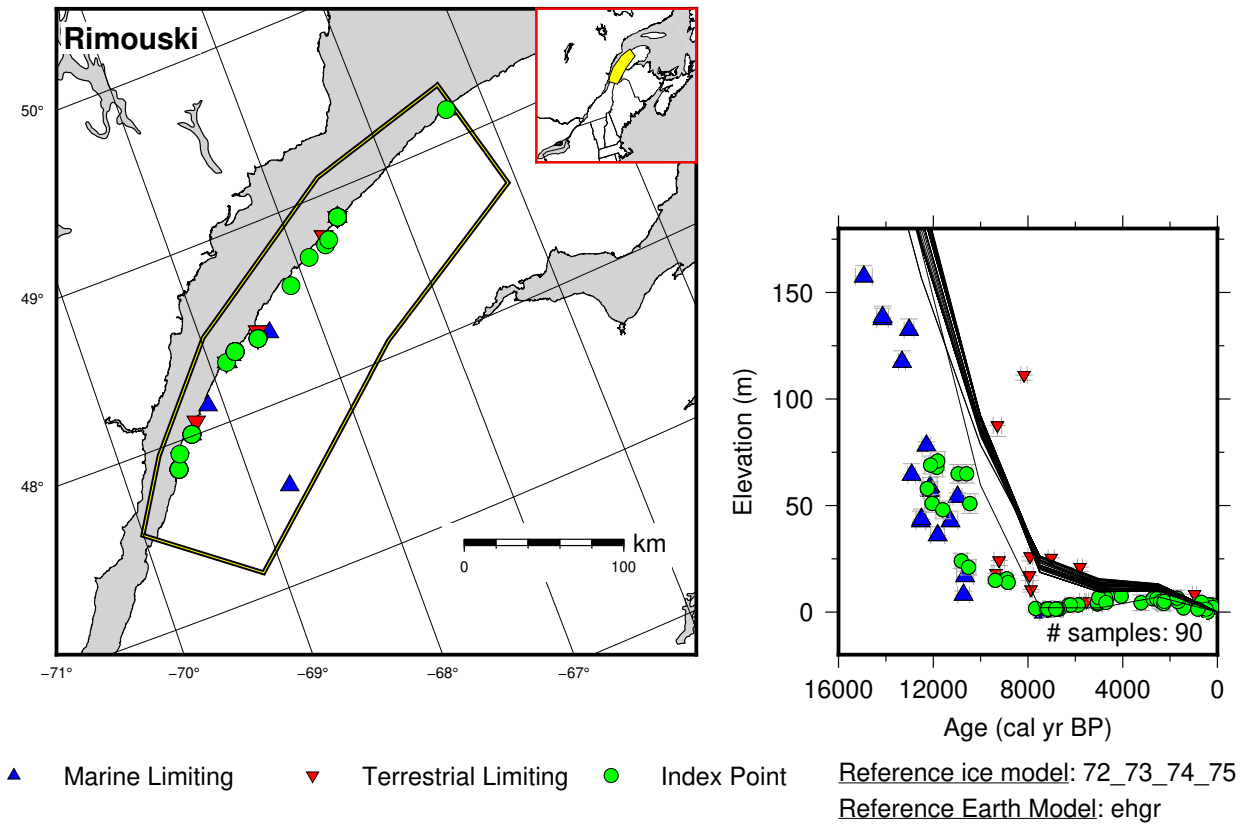 Rimouski
50°
49°
48°
−71°
−70°
−69°
−68°
−67°
km
0
100
Elevation (m)
150
100
50
0
# samples: 90
16000
12000
8000
4000
0
Age (cal yr BP)
Marine Limiting
Terrestrial Limiting
Index Point
Reference ice model: 72_73_74_75
Reference Earth Model: ehgr